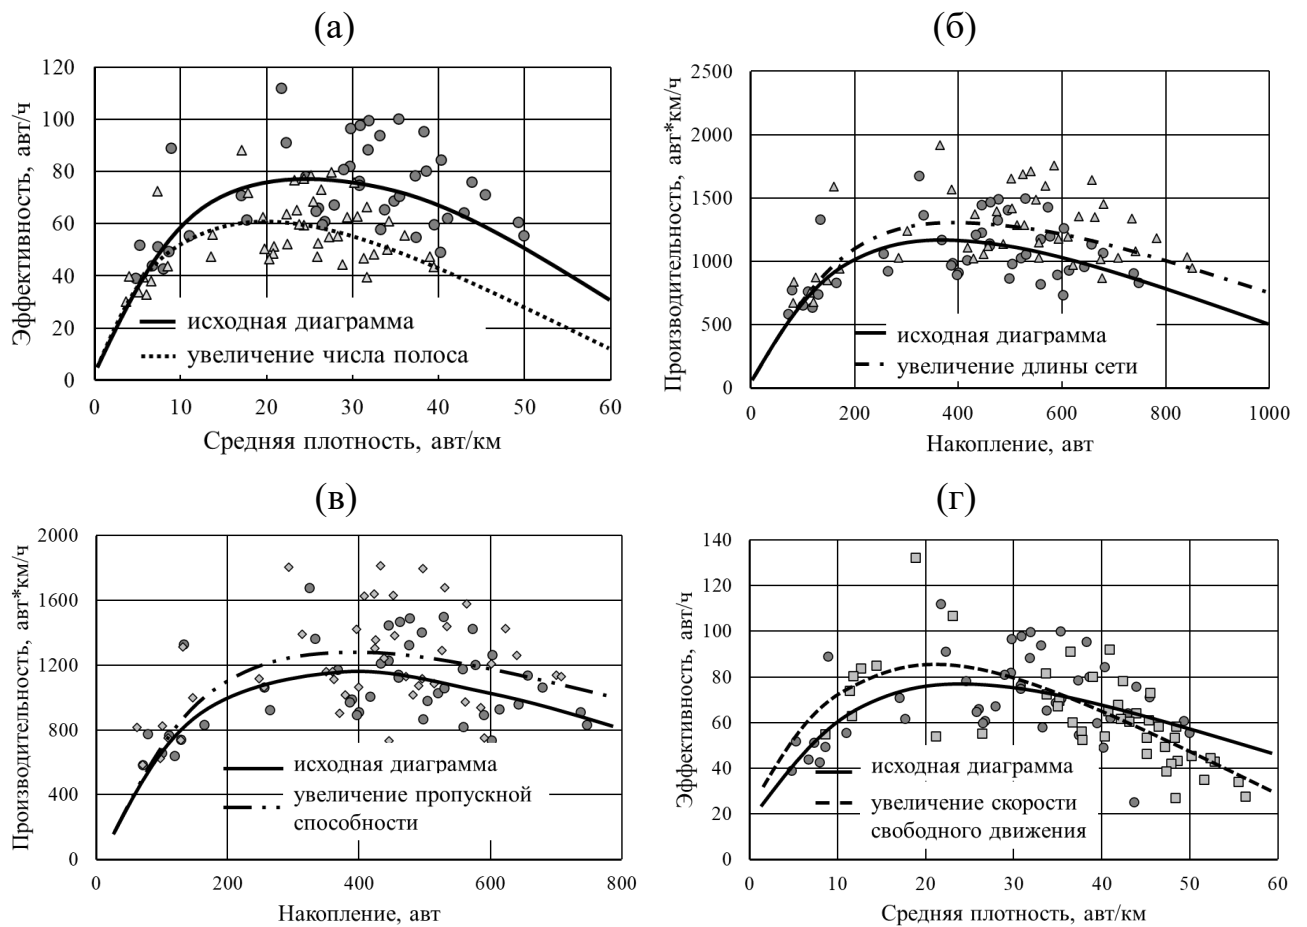 (а)
Эффективность, авт/ч
120
100
80
60
40
20
0
исходная диаграмма
увеличение числа полоса
0 10 20 30 40 50 60
Средняя плотность, авт/км
(б)
Производительность, авт*км/ч
2500
2000
1500
1000
500
0
исходная диаграмма
увеличение длины сети
0 200 400 600 800 1000
Накопление, авт
(в)
Производительность, авт*км/ч
2000
1600
1200
800
400
0
исходная диаграмма
увеличение пропускной
способности
0 200 400 600 800
Накопление, авт
(г)
Эффективность, авт/ч
140
120
100
80
60
40
20
0
исходная диаграмма
увеличение скорости
свободного движения
0 10 20 30 40 50 60
Средняя плотность, авт/км